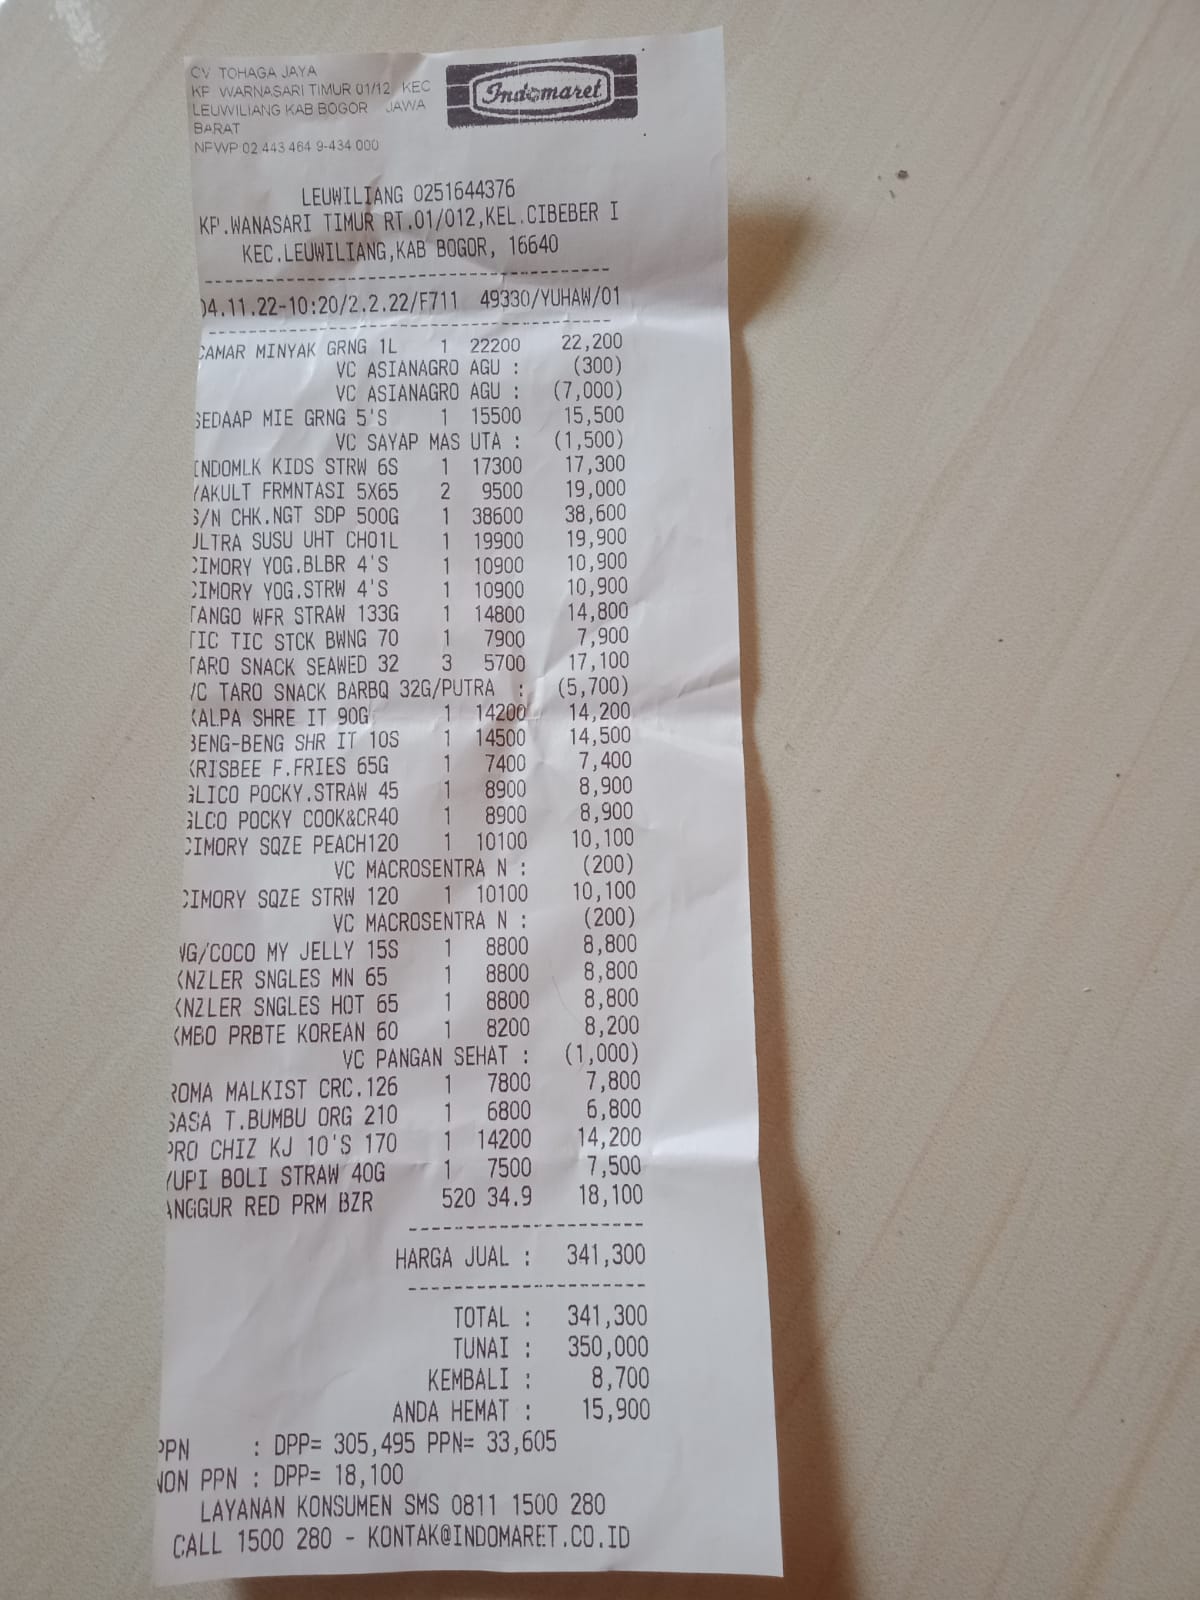 CV TOHAGA JAYA
KP WARNASARI TIMUR 01/12 KEC
LEUWILIANG KAB BOGOR JAWA
BARAT
NPWP 02 443 464 9-434 000
Indomaret
LEUWILIANG 0251644376
KP.WANASARI TIMUR RT.01/012,KEL.CIBEBER I
KEC.LEUWILIANG,KAB BOGOR, 16640
04.11.22-10:20/2.2.22/F711 49330/YUHAW/01
CAMAR MINYAK GRNG 1L 1 22200 22,200
VC ASIANAGRO AGU : (300)
VC ASIANAGRO AGU : (7,000)
SEDAAP MIE GRNG 5'S 1 15500 15,500
VC SAYAP MAS UTA : (1,500)
INDOMLK KIDS STRW 6S 1 17300 17,300
YAKULT FRMNTASI 5X65 2 9500 19,000
S/N CHK.NGT SDP 500G 1 38600 38,600
ULTRA SUSU UHT CHO1L 1 19900 19,900
CIMORY YOG.BLBR 4'S 1 10900 10,900
CIMORY YOG.STRW 4'S 1 10900 10,900
TANGO WFR STRAW 133G 1 14800 14,800
TIC TIC STCK BWNG 70 1 7900 7,900
TARO SNACK SEAWED 32 3 5700 17,100
VC TARO SNACK BARBQ 32G/PUTRA : (5,700)
KALPA SHRE IT 90G 1 14200 14,200
BENG-BENG SHR IT 10S 1 14500 14,500
KRISBEE F.FRIES 65G 1 7400 7,400
GLICO POCKY.STRAW 45 1 8900 8,900
GLCO POCKY COOK&CR40 1 8900 8,900
CIMORY SQZE PEACH120 1 10100 10,100
VC MACROSENTRA N : (200)
CIMORY SQZE STRW 120 1 10100 10,100
VC MACROSENTRA N : (200)
WG/COCO MY JELLY 15S 1 8800 8,800
KNZLER SNGLES MN 65 1 8800 8,800
KNZLER SNGLES HOT 65 1 8800 8,800
KMBO PRBTE KOREAN 60 1 8200 8,200
VC PANGAN SEHAT : (1,000)
ROMA MALKIST CRC.126 1 7800 7,800
SASA T.BUMBU ORG 210 1 6800 6,800
PRO CHIZ KJ 10'S 170 1 14200 14,200
YUPI BOLI STRAW 40G 1 7500 7,500
ANGGUR RED PRM BZR 520 34.9 18,100
HARGA JUAL : 341,300
TOTAL : 341,300
TUNAI : 350,000
KEMBALI : 8,700
ANDA HEMAT : 15,900
PPN : DPP= 305,495 PPN= 33,605
NON PPN : DPP= 18,100
LAYANAN KONSUMEN SMS 0811 1500 280
CALL 1500 280 - KONTAK@INDOMARET.CO.ID